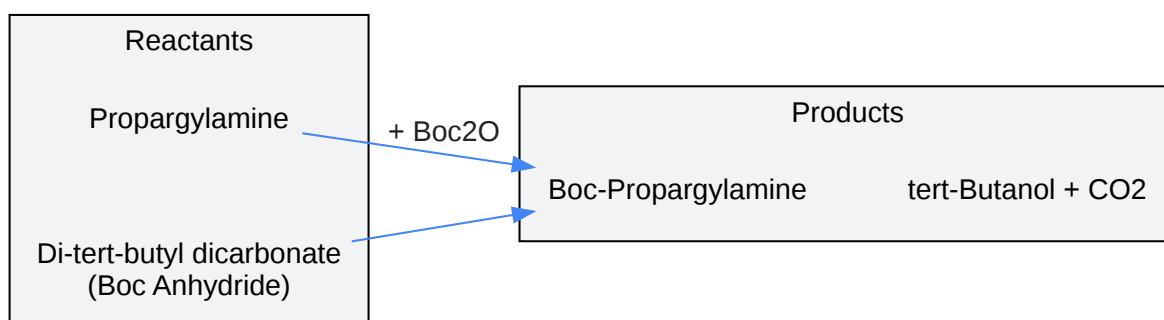 Reactants
Propargylamine
+ Boc2O
Di-tert-butyl dicarbonate
(Boc Anhydride)
Products
Boc-Propargylamine
tert-Butanol + CO2